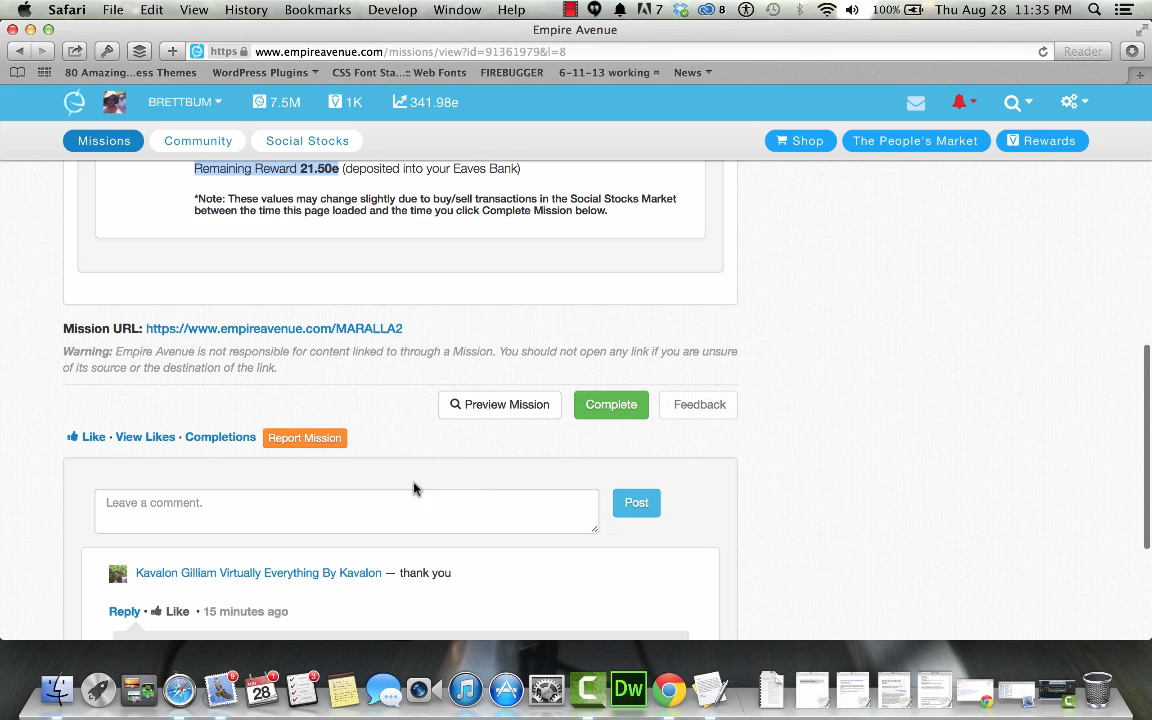 Safari File Edit View History Bookmarks Develop Window Help 7 8 100% Thu Aug 28 11:35 PM
Empire Avenue
https www.empireavenue.com/missions/view?id=91361979&l=8 Reader
80 Amazing...ess Themes WordPress Plugins CSS Font Sta...:: Web Fonts FIREBUGGER 6-11-13 working = News
BRETTBUM 7.5M 1K 341.98e
Missions Community Social Stocks Shop The People's Market Rewards
Remaining Reward 21.50e (deposited into your Eaves Bank)
*Note: These values may change slightly due to buy/sell transactions in the Social Stocks Market
between the time this page loaded and the time you click Complete Mission below.
Mission URL: https://www.empireavenue.com/MARALLA2
Warning: Empire Avenue is not responsible for content linked to through a Mission. You should not open any link if you are unsure
of its source or the destination of the link.
Preview Mission Complete Feedback
Like · View Likes · Completions Report Mission
Leave a comment. Post
Kavalon Gilliam Virtually Everything By Kavalon — thank you
Reply · Like · 15 minutes ago
9 1 28 3 Dw